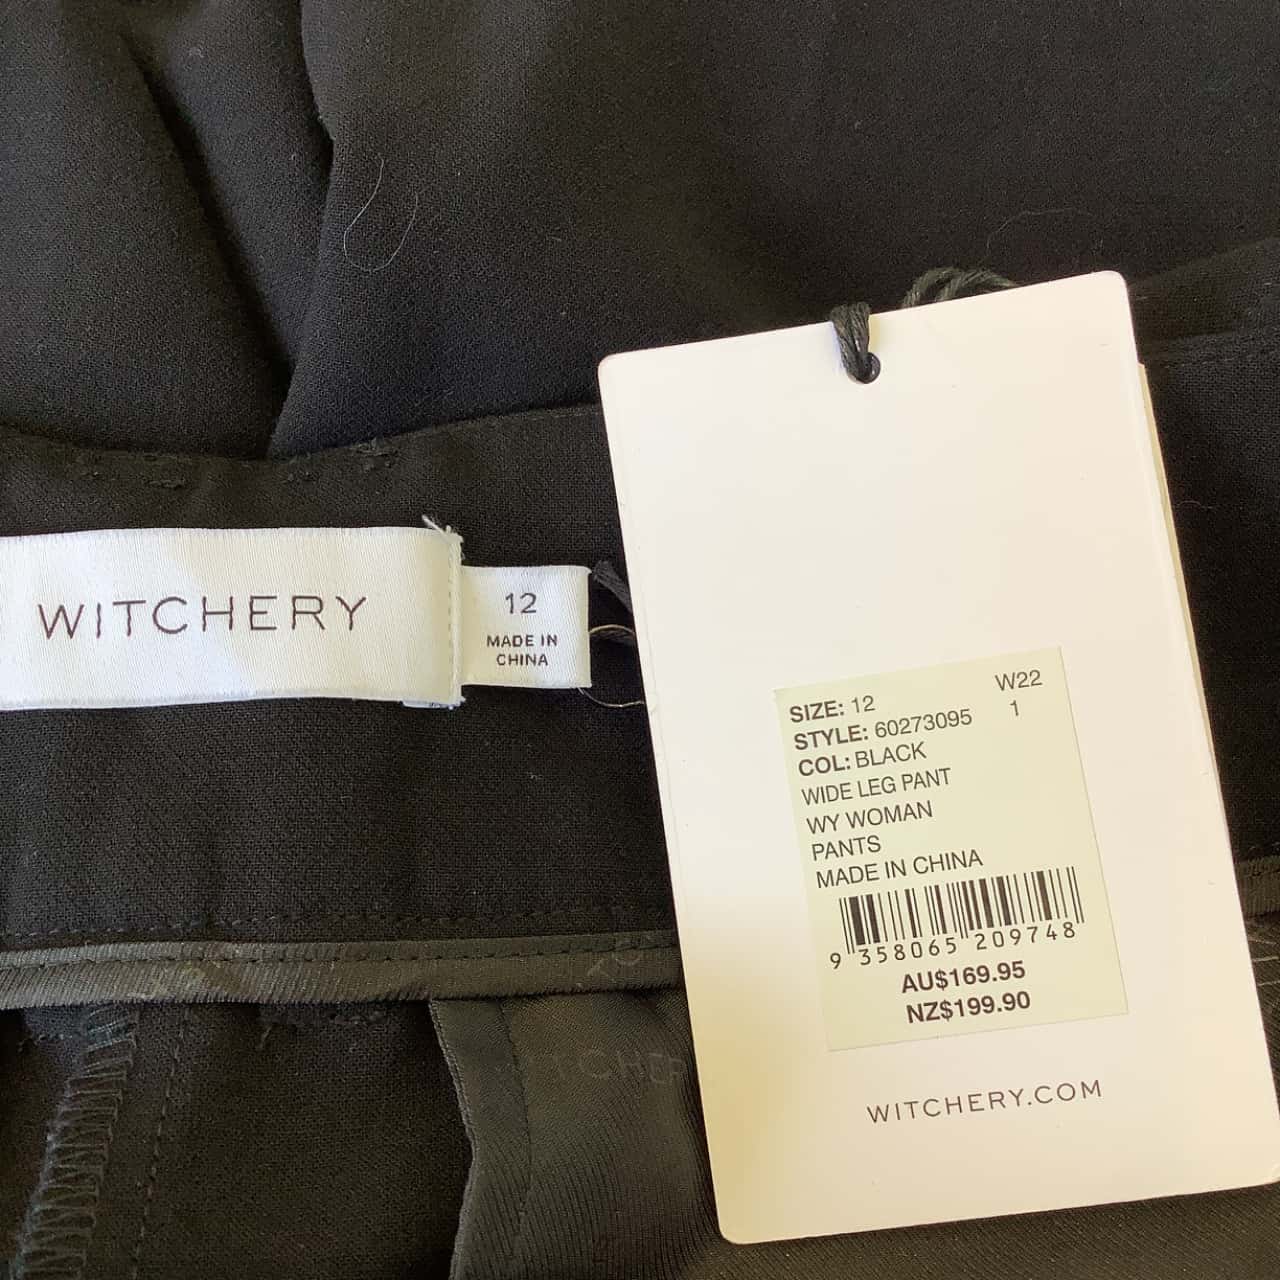 WITCHERY
12
MADE IN
CHINA
SIZE: 12
W22
STYLE: 60273095
1
COL: BLACK
WIDE LEG PANT
WY WOMAN
PANTS
MADE IN CHINA
9 358065 209748
AU$169.95
NZ$199.90
WITCHERY.COM